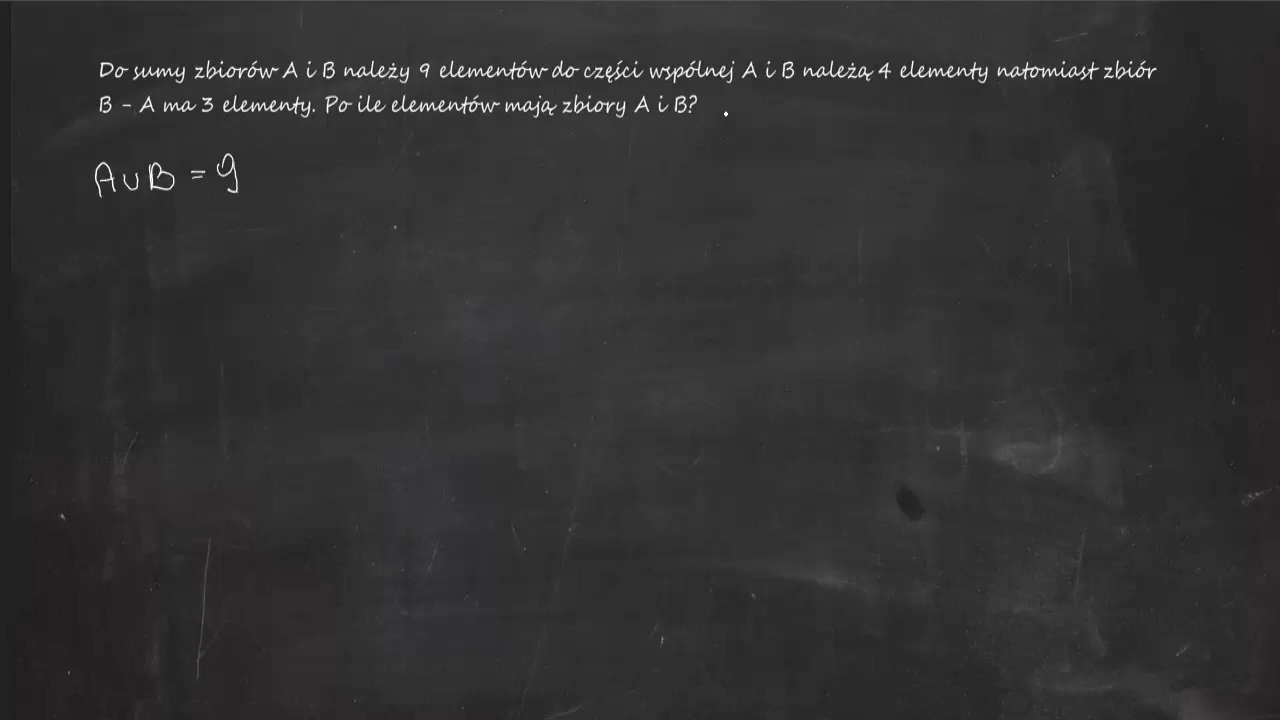 Do sumy zbiorów A i B należy 9 elementów do części wspólnej A i B należą 4 elementy natomiast zbiór
B - A ma 3 elementy. Po ile elementów mają zbiory A i B?
A∪B = 9